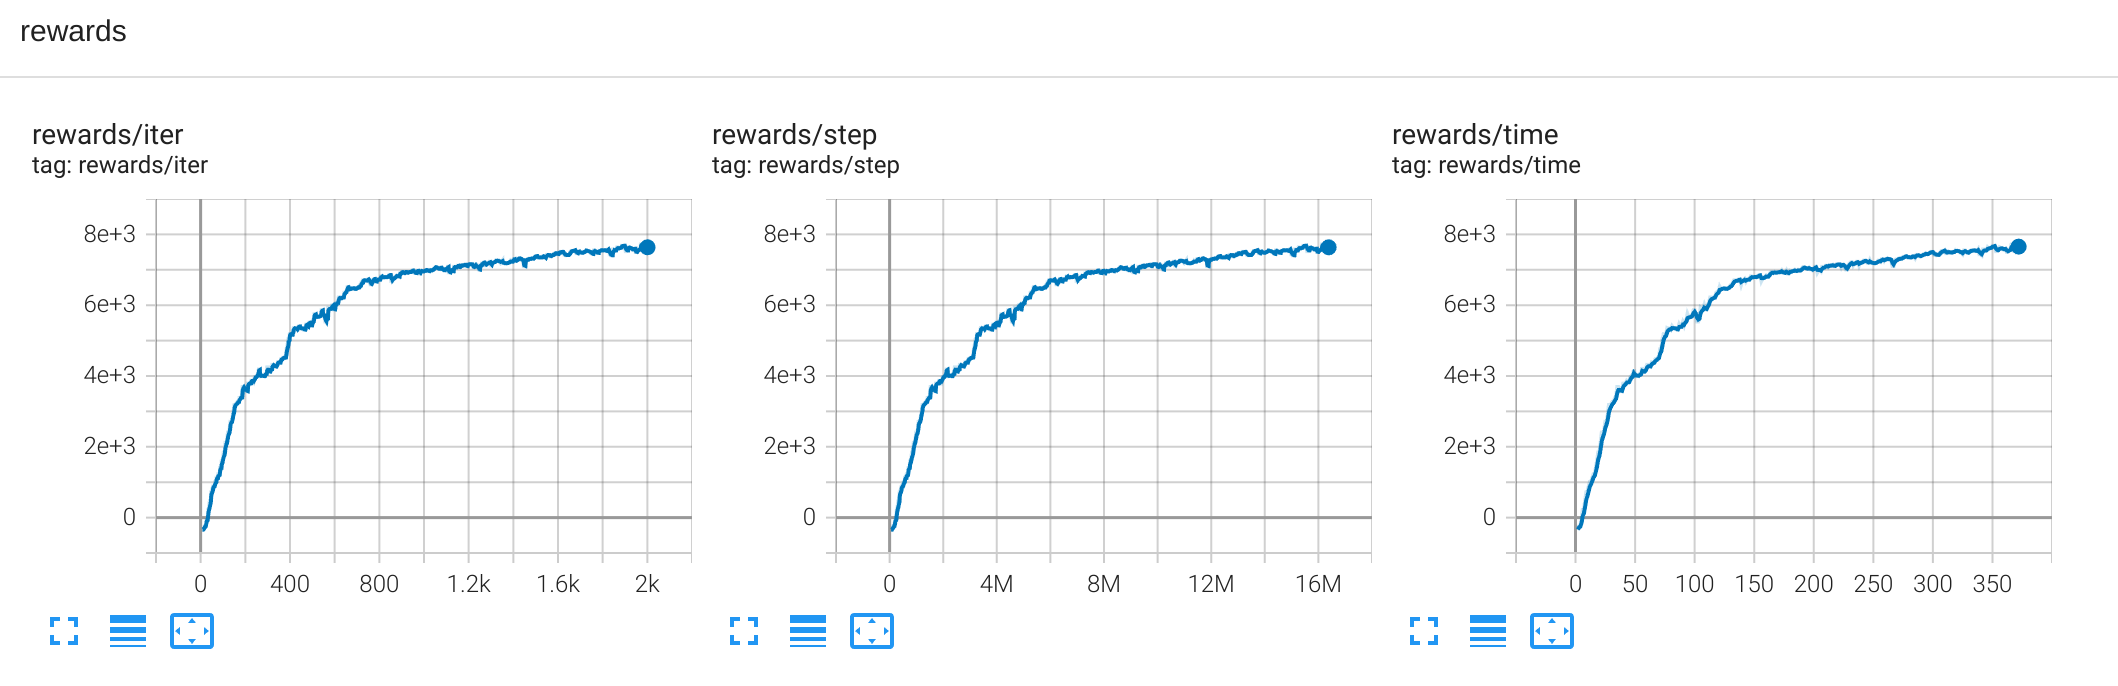 rewards
rewards/iter
tag: rewards/iter
8e+3
6e+3
4e+3
2e+3
0
0 400 800 1.2k 1.6k 2k
rewards/step
tag: rewards/step
8e+3
6e+3
4e+3
2e+3
0
0 4M 8M 12M 16M
rewards/time
tag: rewards/time
8e+3
6e+3
4e+3
2e+3
0
0 50 100 150 200 250 300 350